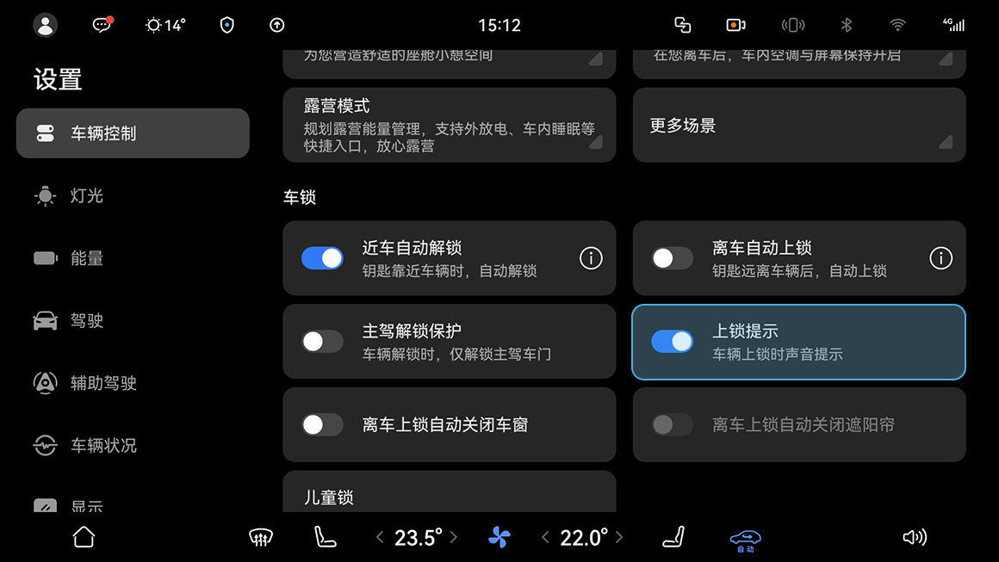 14°
15:12
4G
设置
车辆控制
灯光
能量
驾驶
辅助驾驶
车辆状况
显示
为您营造舒适的座舱小憩空间
在您离车后，车内空调与屏幕保持开启
露营模式
规划露营能量管理，支持外放电、车内睡眠等
快捷入口，放心露营
更多场景
车锁
近车自动解锁
钥匙靠近车辆时，自动解锁
离车自动上锁
钥匙远离车辆后，自动上锁
主驾解锁保护
车辆解锁时，仅解锁主驾车门
上锁提示
车辆上锁时声音提示
离车上锁自动关闭车窗
离车上锁自动关闭遮阳帘
儿童锁
23.5°
22.0°
自动